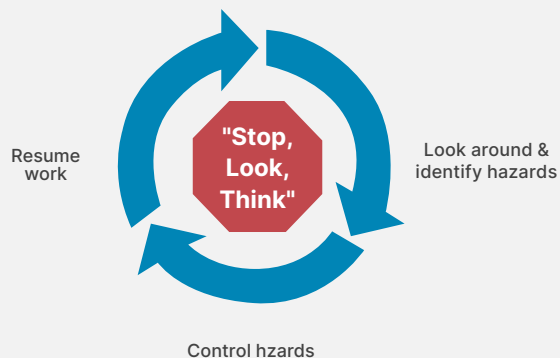 "Stop,
Look,
Think"
Look around &
identify hazards
Control hzards
Resume
work